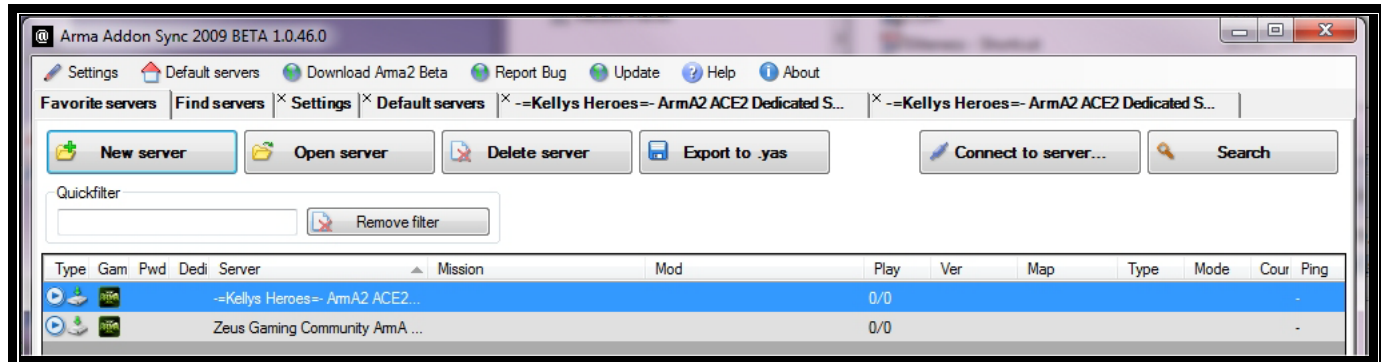 @ Arma Addon Sync 2009 BETA 1.0.46.0
Settings Default servers Download Arma2 Beta Report Bug Update ? Help i About
Favorite servers Find servers × Settings × Default servers × -=Kellys Heroes=- ArmA2 ACE2 Dedicated S... × -=Kellys Heroes=- ArmA2 ACE2 Dedicated S...
New server Open server Delete server Export to .yas Connect to server... Search
Quickfilter
Remove filter
Type Gam Pwd Dedi Server Mission Mod Play Ver Map Type Mode Cour Ping
-=Kellys Heroes=- ArmA2 ACE2... 0/0 -
Zeus Gaming Community ArmA ... 0/0 -